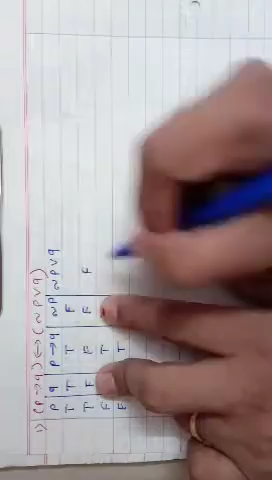 1) (p→q) ↔ (~p∨q)
p q p→q ~p ~p∨q
T T T F
T F F F F
F T
F T